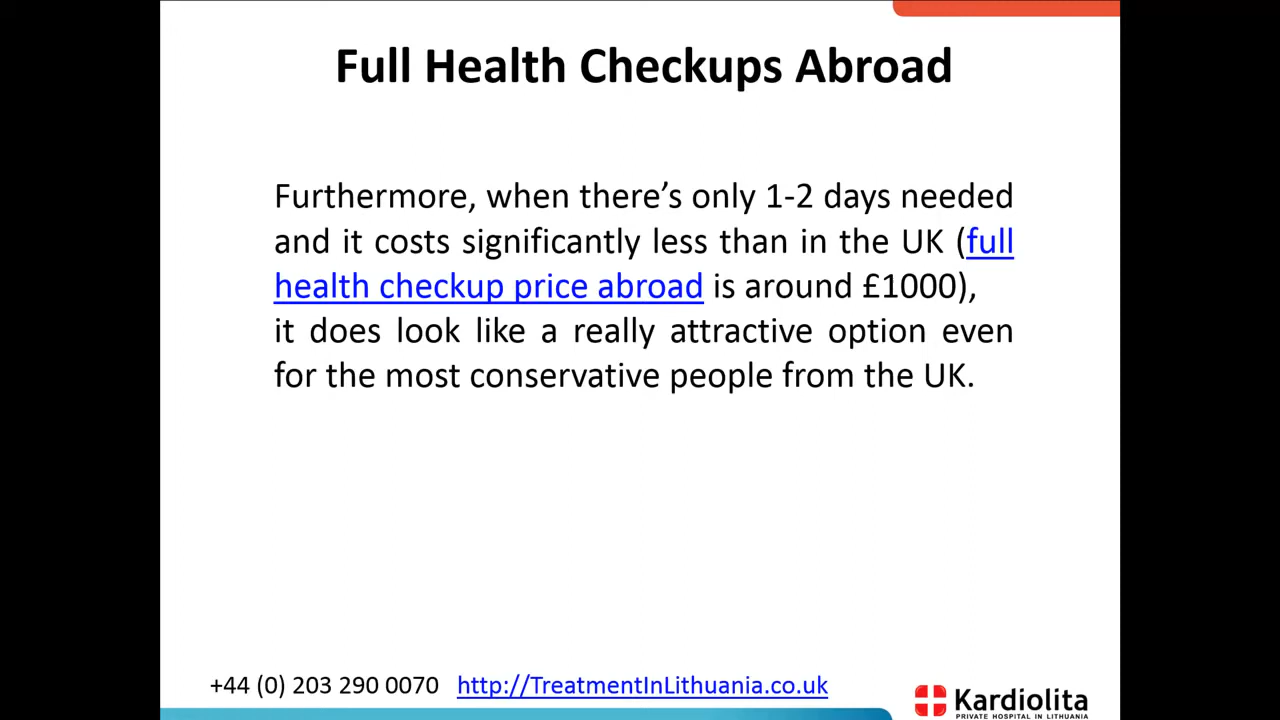 Full Health Checkups Abroad
Furthermore, when there’s only 1-2 days needed
and it costs significantly less than in the UK (full
health checkup price abroad is around £1000),
it does look like a really attractive option even
for the most conservative people from the UK.
+44 (0) 203 290 0070 http://TreatmentInLithuania.co.uk
Kardiolita
PRIVATE HOSPITAL IN LITHUANIA